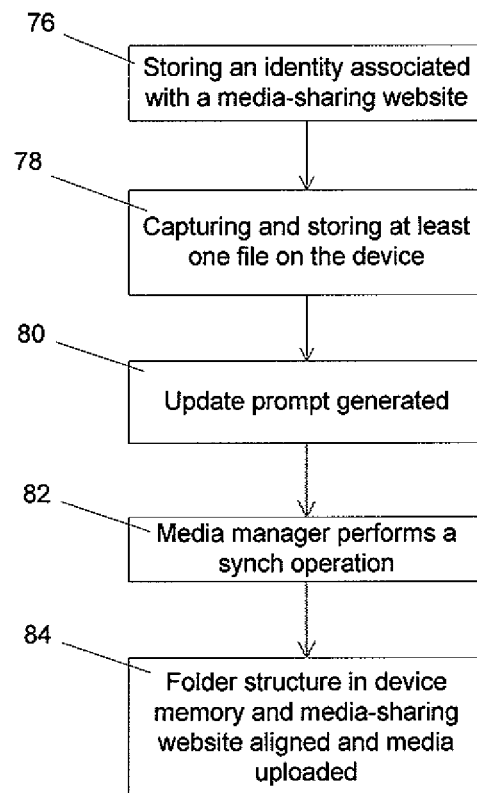 76
Storing an identity associated
with a media-sharing website
78
Capturing and storing at least
one file on the device
80
Update prompt generated
82
Media manager performs a
synch operation
84
Folder structure in device
memory and media-sharing
website aligned and media
uploaded